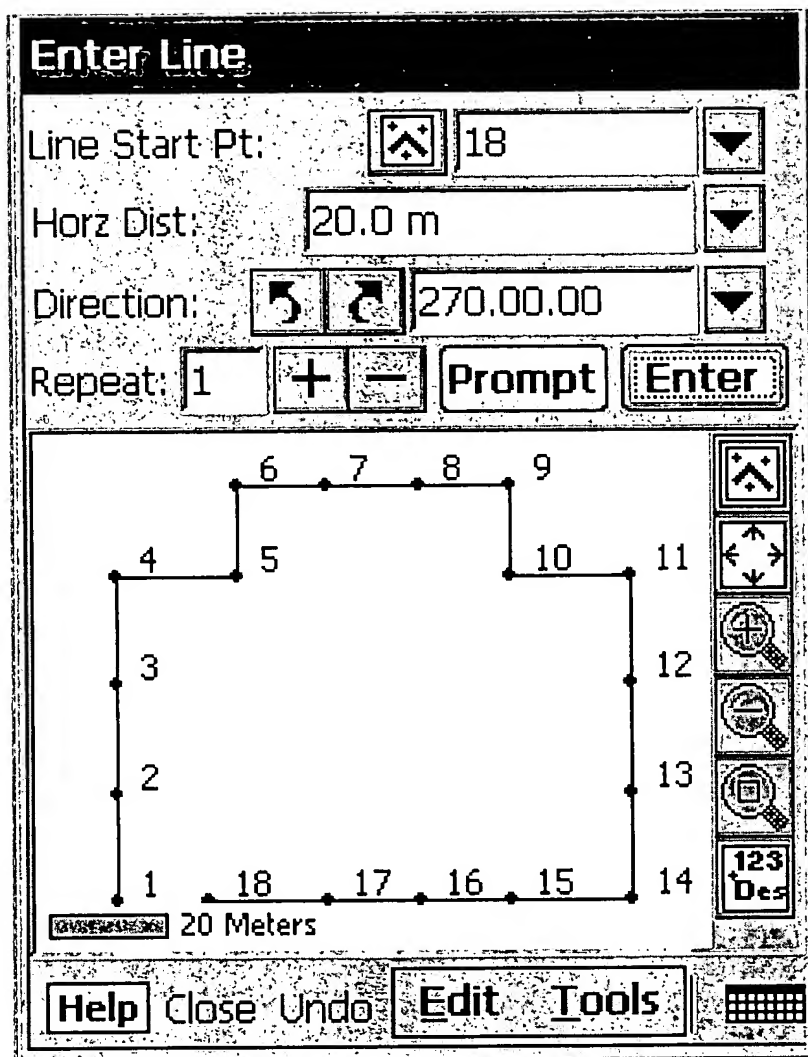 Enter Line
Line Start Pt: 18
Horz Dist: 20.0 m
Direction: 270.00.00
Repeat: 1 + - Prompt Enter
6 7 8 9
4 5 10 11
3 12
2 13
1 18 17 16 15 14
123
Des
20 Meters
Help Close Undo Edit Tools